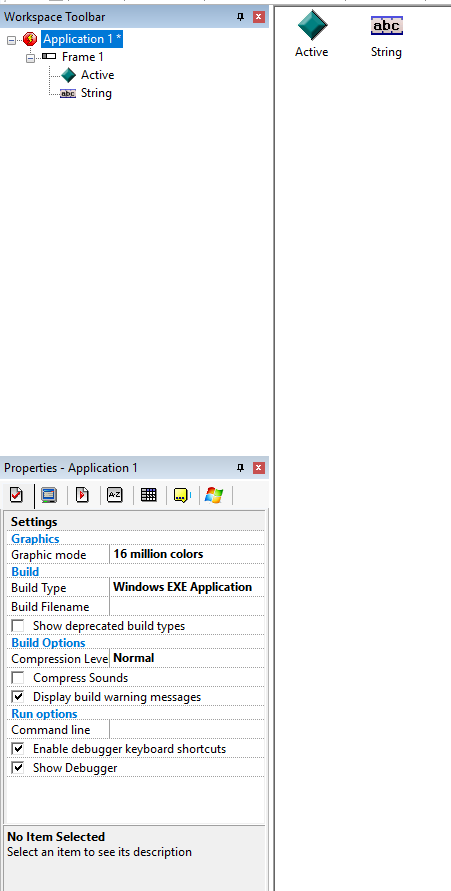 Workspace Toolbar
Application 1 *
Frame 1
Active
String
Active
String
abc
abc
Properties - Application 1
A-Z
Settings
Graphics
Graphic mode 16 million colors
Build
Build Type Windows EXE Application
Build Filename
Show deprecated build types
Build Options
Compression Leve Normal
Compress Sounds
Display build warning messages
Run options
Command line
Enable debugger keyboard shortcuts
Show Debugger
No Item Selected
Select an item to see its description